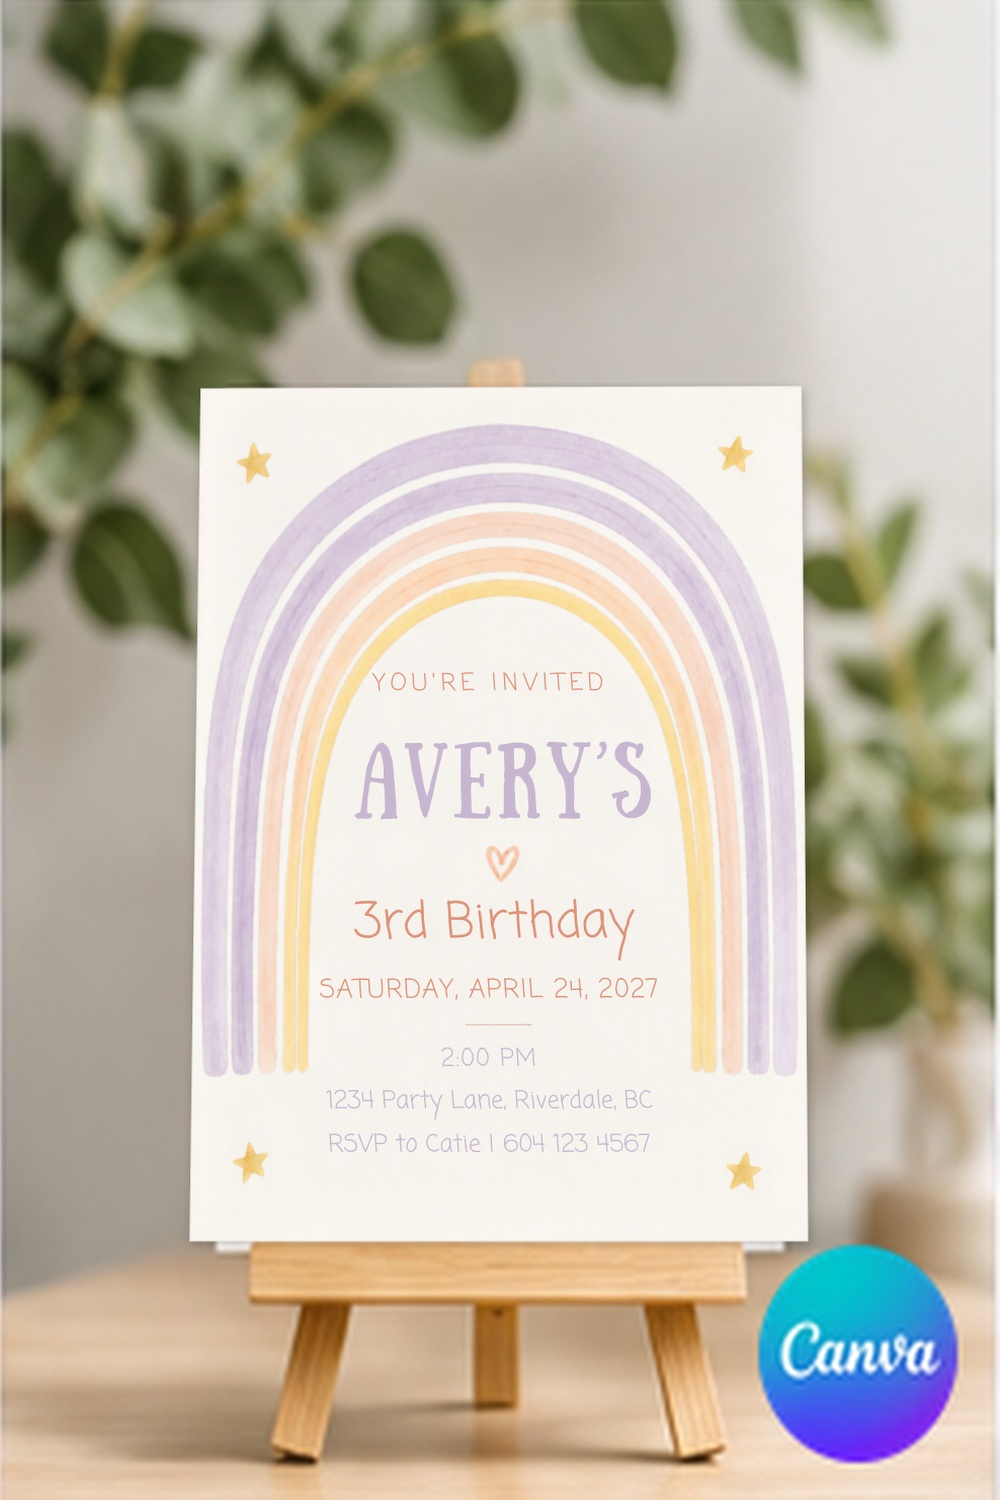 YOU'RE INVITED
AVERY'S
3rd Birthday
SATURDAY, APRIL 24, 2027
2:00 PM
1234 Party Lane, Riverdale, BC
RSVP to Catie | 604 123 4567
Canva